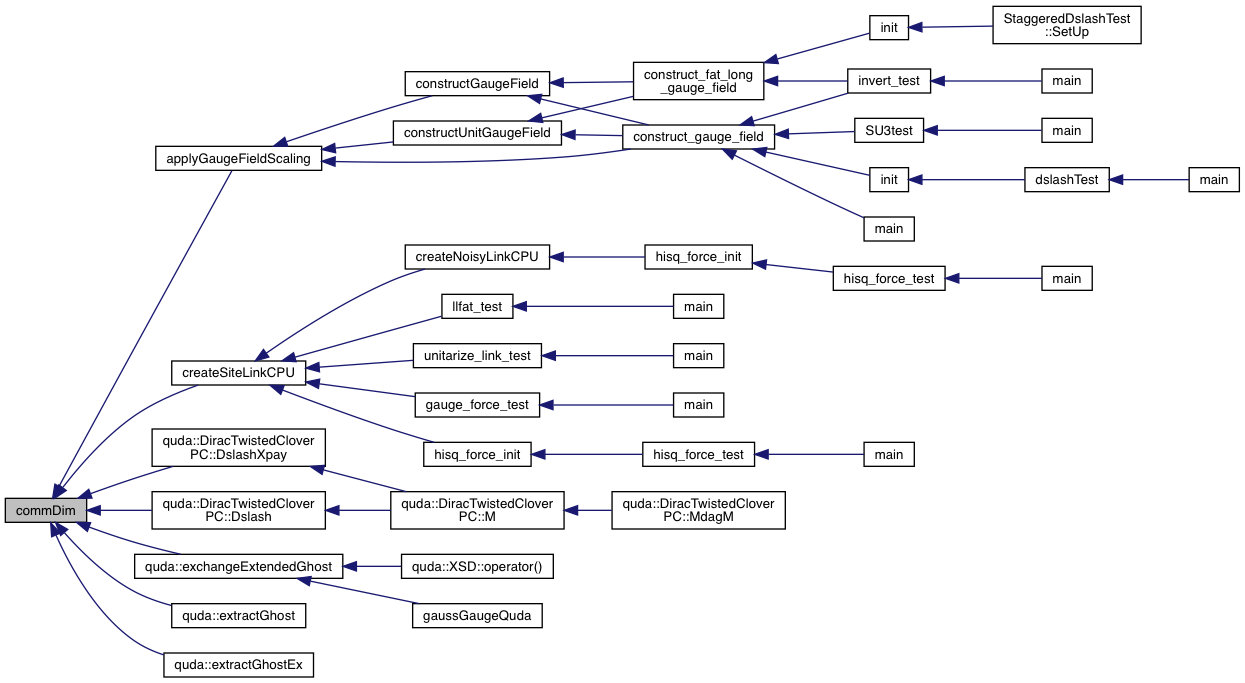 init
StaggeredDslashTest
::SetUp
constructGaugeField
construct_fat_long
_gauge_field
invert_test
main
constructUnitGaugeField
construct_gauge_field
SU3test
main
applyGaugeFieldScaling
init
dslashTest
main
main
createNoisyLinkCPU
hisq_force_init
hisq_force_test
main
llfat_test
main
unitarize_link_test
main
createSiteLinkCPU
gauge_force_test
main
hisq_force_init
hisq_force_test
main
quda::DiracTwistedClover
PC::DslashXpay
commDim
quda::DiracTwistedClover
PC::Dslash
quda::DiracTwistedClover
PC::M
quda::DiracTwistedClover
PC::MdagM
quda::exchangeExtendedGhost
quda::XSD::operator()
quda::extractGhost
gaussGaugeQuda
quda::extractGhostEx